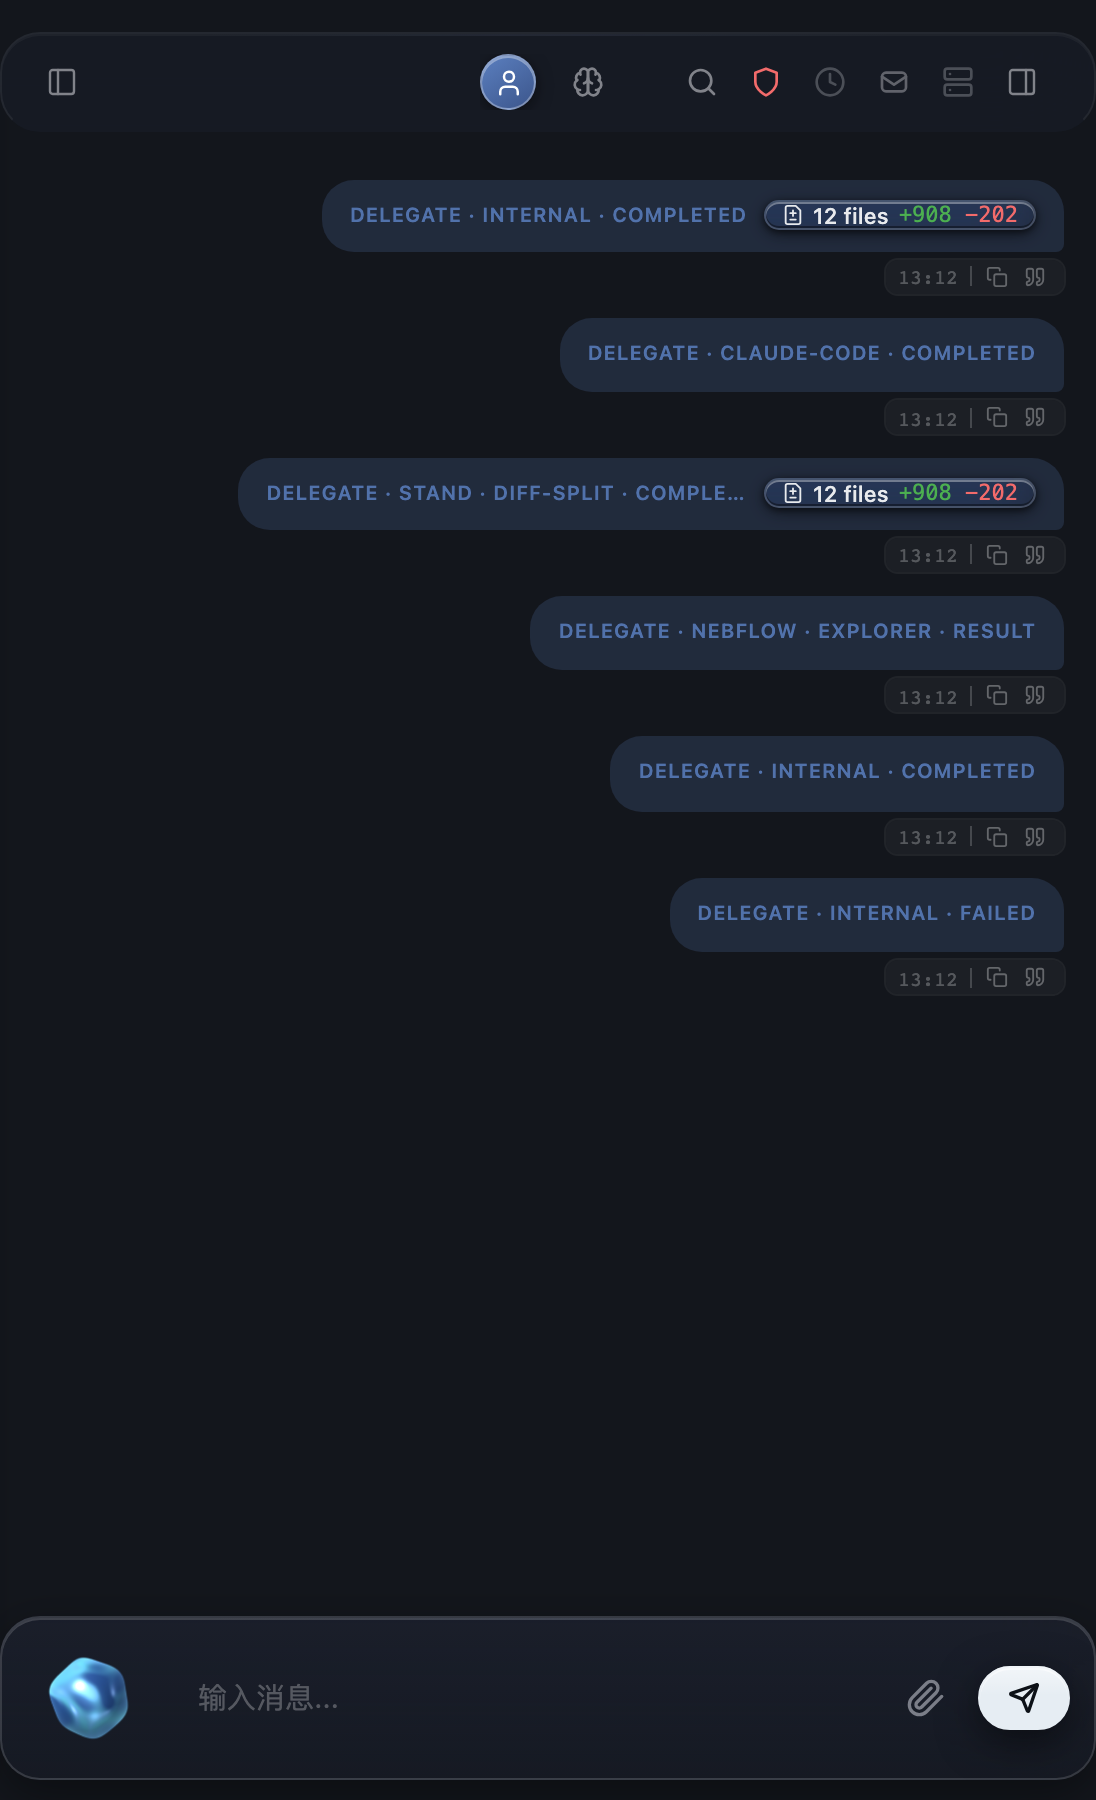 DELEGATE · INTERNAL · COMPLETED 12 files +908 −202
13:12
DELEGATE · CLAUDE-CODE · COMPLETED
13:12
DELEGATE · STAND · DIFF-SPLIT · COMPLE... 12 files +908 −202
13:12
DELEGATE · NEBFLOW · EXPLORER · RESULT
13:12
DELEGATE · INTERNAL · COMPLETED
13:12
DELEGATE · INTERNAL · FAILED
13:12
输入消息...